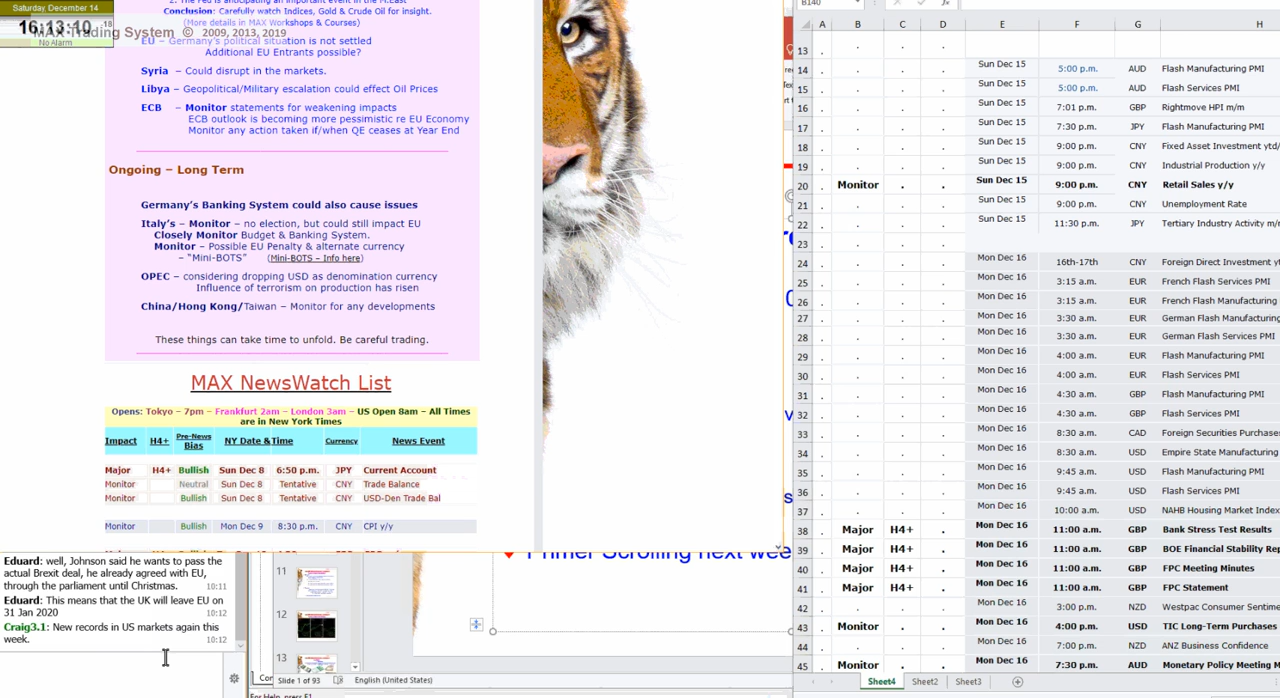 Saturday, December 14
16:13:10
18
No Alarm
MAX Trading System © 2009, 2013, 2019
2. The Fed is anticipating an important event in the M.East
Conclusion: Carefully watch Indices, Gold & Crude Oil for insight.
(More details in MAX Workshops & Courses)
EU – Germany's political situation is not settled
Additional EU Entrants possible?
Syria – Could disrupt in the markets.
Libya – Geopolitical/Military escalation could effect Oil Prices
ECB – Monitor statements for weakening impacts
ECB outlook is becoming more pessimistic re EU Economy
Monitor any action taken if/when QE ceases at Year End
Ongoing – Long Term
Germany's Banking System could also cause issues
Italy's – Monitor – no election, but could still impact EU
Closely Monitor Budget & Banking System.
Monitor – Possible EU Penalty & alternate currency
– "Mini-BOTS" (Mini-BOTS – Info here)
OPEC – considering dropping USD as denomination currency
Influence of terrorism on production has risen
China/Hong Kong/Taiwan – Monitor for any developments
These things can take time to unfold. Be careful trading.
MAX NewsWatch List
Opens: Tokyo – 7pm – Frankfurt 2am – London 3am – US Open 8am – All Times
are in New York Times
Impact H4+ Pre-News Bias NY Date & Time Currency News Event
Major H4+ Bullish Sun Dec 8 6:50 p.m. JPY Current Account
Monitor Neutral Sun Dec 8 Tentative CNY Trade Balance
Monitor Bullish Sun Dec 8 Tentative CNY USD-Den Trade Bal
Monitor Bullish Mon Dec 9 8:30 p.m. CNY CPI y/y
Eduard: well, Johnson said he wants to pass the
actual Brexit deal, he already agreed with EU,
through the parliament until Christmas. 10:11
Eduard: This means that the UK will leave EU on
31 Jan 2020 10:12
Craig3.1: New records in US markets again this
week. 10:12
11
12
13
Primer Scrolling next wee
Slide 1 of 93 English (United States)
For Help, press F1
B140
A B C D E F G H
13 . . . .
14 . . . . Sun Dec 15 5:00 p.m. AUD Flash Manufacturing PMI
15 . . . . Sun Dec 15 5:00 p.m. AUD Flash Services PMI
16 . . . . Sun Dec 15 7:01 p.m. GBP Rightmove HPI m/m
17 . . . . Sun Dec 15 7:30 p.m. JPY Flash Manufacturing PMI
18 . . . . Sun Dec 15 9:00 p.m. CNY Fixed Asset Investment ytd/
19 . . . . Sun Dec 15 9:00 p.m. CNY Industrial Production y/y
20 . Monitor . . Sun Dec 15 9:00 p.m. CNY Retail Sales y/y
21 . . . . Sun Dec 15 9:00 p.m. CNY Unemployment Rate
22 . . . . Sun Dec 15 11:30 p.m. JPY Tertiary Industry Activity m/
24 . . . . Mon Dec 16 16th-17th CNY Foreign Direct Investment yt
25 . . . . Mon Dec 16 3:15 a.m. EUR French Flash Services PMI
26 . . . . Mon Dec 16 3:15 a.m. EUR French Flash Manufacturing
27 . . . . Mon Dec 16 3:30 a.m. EUR German Flash Manufacturing
28 . . . . Mon Dec 16 3:30 a.m. EUR German Flash Services PMI
29 . . . . Mon Dec 16 4:00 a.m. EUR Flash Manufacturing PMI
30 . . . . Mon Dec 16 4:00 a.m. EUR Flash Services PMI
31 . . . . Mon Dec 16 4:30 a.m. GBP Flash Manufacturing PMI
32 . . . . Mon Dec 16 4:30 a.m. GBP Flash Services PMI
33 . . . . Mon Dec 16 8:30 a.m. CAD Foreign Securities Purchases
34 . . . . Mon Dec 16 8:30 a.m. USD Empire State Manufacturing
35 . . . . Mon Dec 16 9:45 a.m. USD Flash Manufacturing PMI
36 . . . . Mon Dec 16 9:45 a.m. USD Flash Services PMI
37 . . . . Mon Dec 16 10:00 a.m. USD NAHB Housing Market Index
38 . Major H4+ . Mon Dec 16 11:00 a.m. GBP Bank Stress Test Results
39 . Major H4+ . Mon Dec 16 11:00 a.m. GBP BOE Financial Stability Rep
40 . Major H4+ . Mon Dec 16 11:00 a.m. GBP FPC Meeting Minutes
41 . Major H4+ . Mon Dec 16 11:00 a.m. GBP FPC Statement
42 . . . . Mon Dec 16 3:00 p.m. NZD Westpac Consumer Sentime
43 . Monitor . . Mon Dec 16 4:00 p.m. USD TIC Long-Term Purchases
44 . . . . Mon Dec 16 7:00 p.m. NZD ANZ Business Confidence
45 . Monitor . . Mon Dec 16 7:30 p.m. AUD Monetary Policy Meeting M
Sheet4 Sheet2 Sheet3